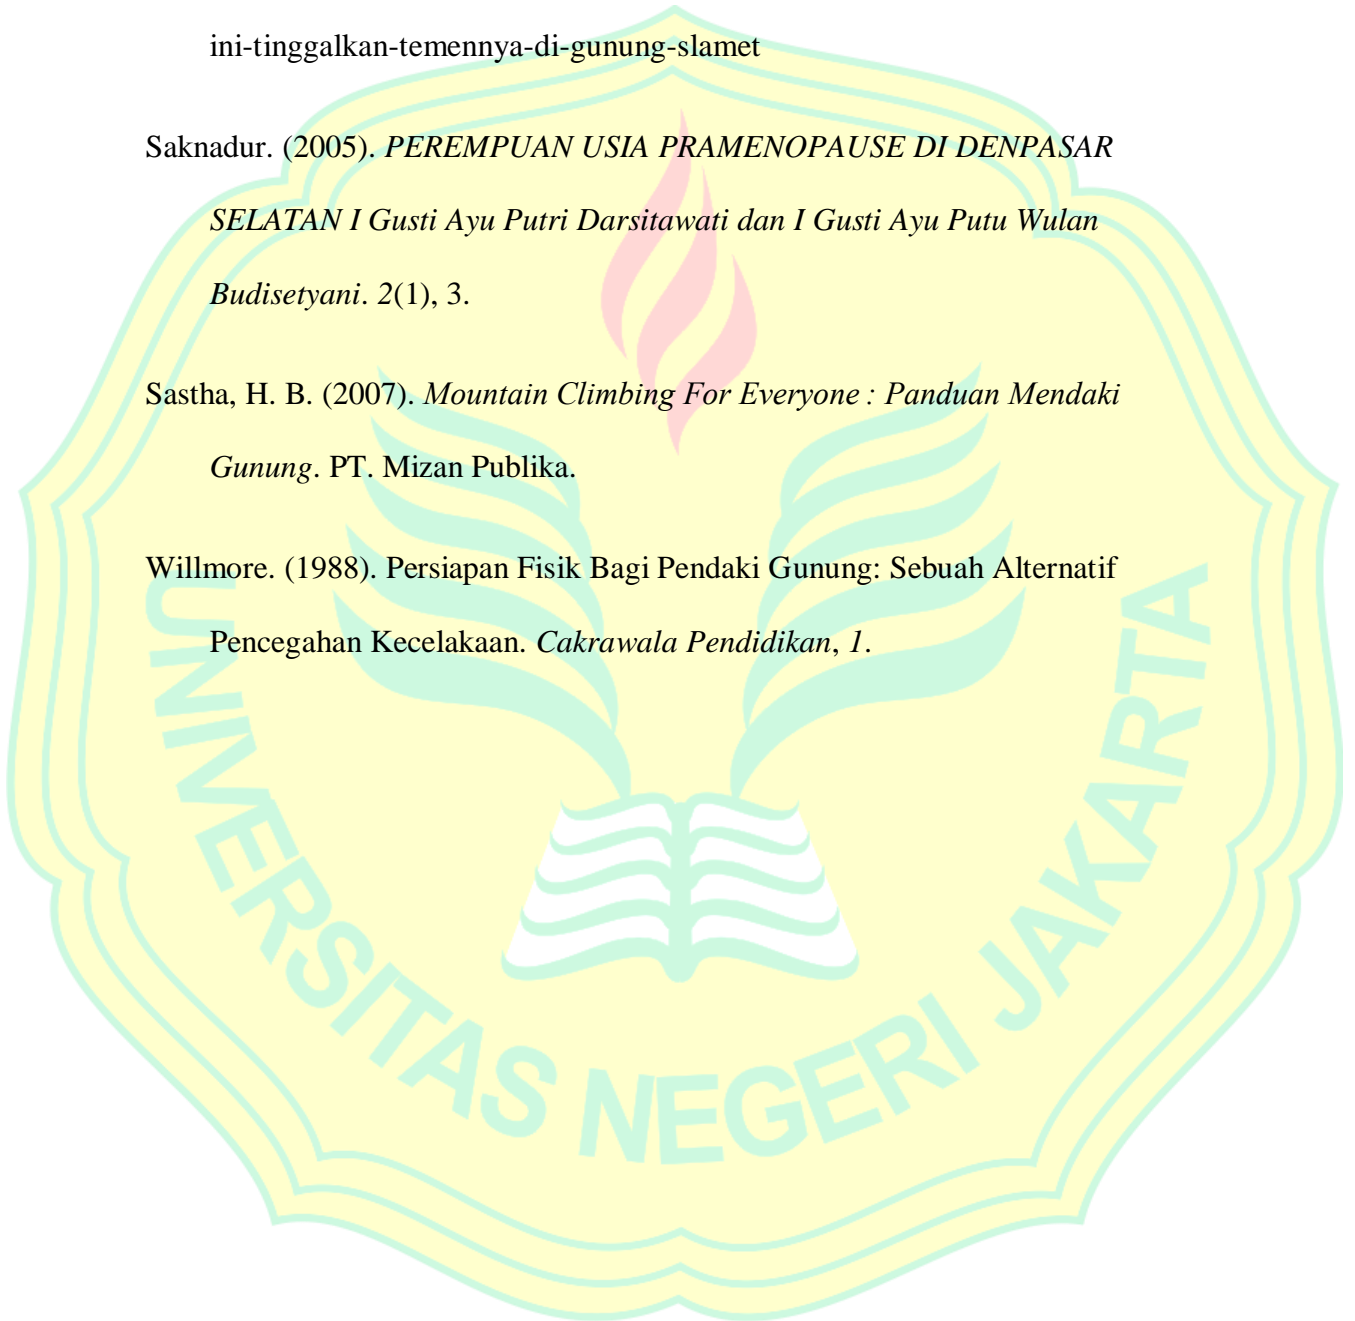 ini-tinggalkan-temennya-di-gunung-slamet
Saknadur. (2005). PEREMPUAN USIA PRAMENOPAUSE DI DENPASAR
SELATAN I Gusti Ayu Putri Darsitawati dan I Gusti Ayu Putu Wulan
Budisetyani. 2(1), 3.
Sastha, H. B. (2007). Mountain Climbing For Everyone : Panduan Mendaki
Gunung. PT. Mizan Publika.
Willmore. (1988). Persiapan Fisik Bagi Pendaki Gunung: Sebuah Alternatif
Pencegahan Kecelakaan. Cakrawala Pendidikan, 1.
UNIVERSITAS NEGERI JAKARTA